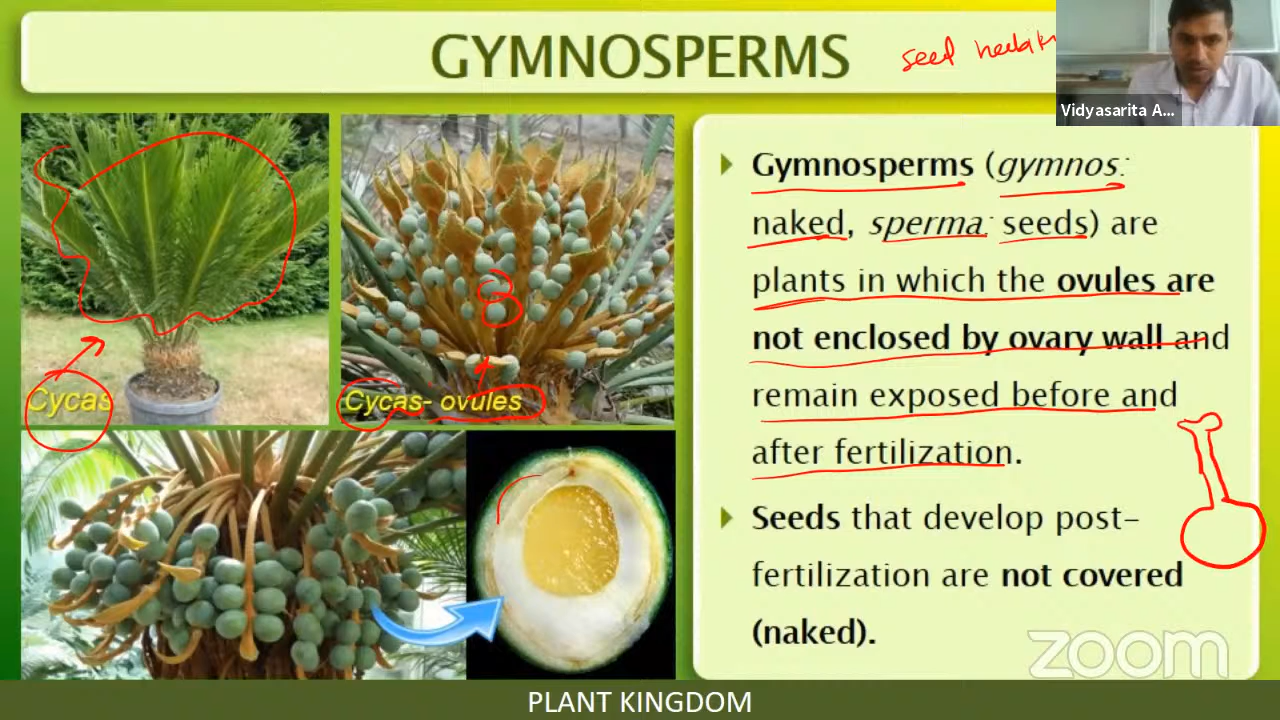 GYMNOSPERMS
seed
Vidyasarita A...
Gymnosperms (gymnos:
naked, sperma: seeds) are
plants in which the ovules are
not enclosed by ovary wall and
remain exposed before and
after fertilization.
Seeds that develop post-
fertilization are not covered
(naked).
Cycas
Cycas- ovules
zoom
PLANT KINGDOM